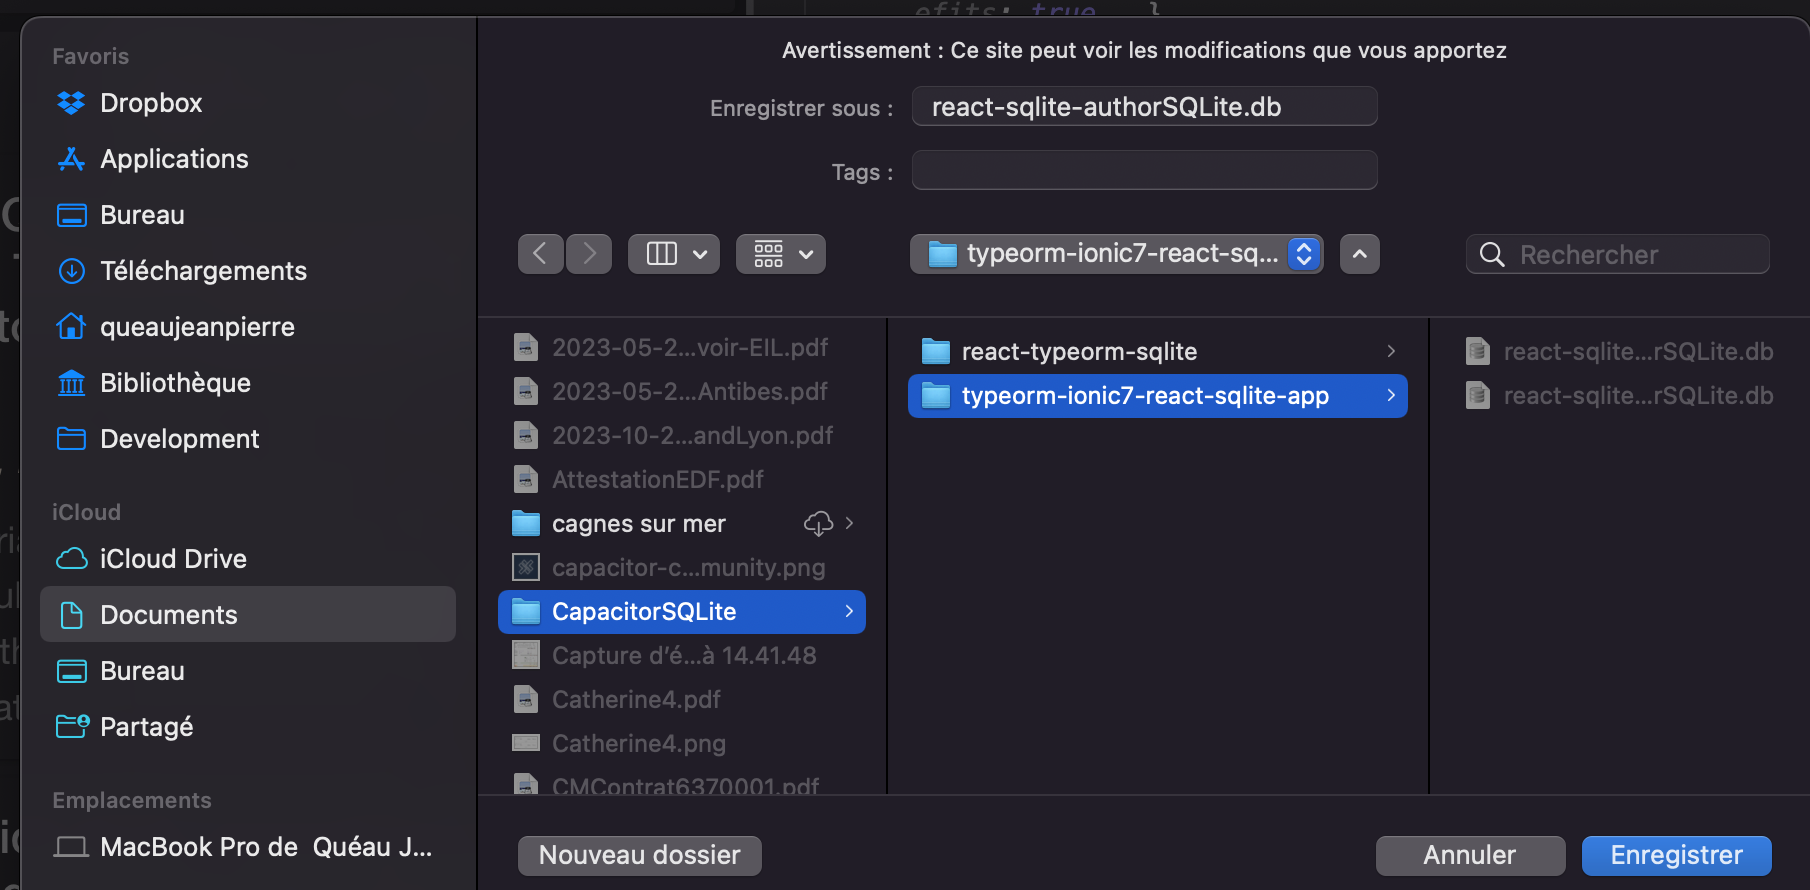 efits: true }
Favoris
Dropbox
Applications
Bureau
Téléchargements
queaujeanpierre
Bibliothèque
Development
iCloud
iCloud Drive
Documents
Bureau
Partagé
Emplacements
MacBook Pro de Quéau J...
Avertissement : Ce site peut voir les modifications que vous apportez
Enregistrer sous :
react-sqlite-authorSQLite.db
Tags :
typeorm-ionic7-react-sq...
Rechercher
2023-05-2...voir-EIL.pdf
2023-05-2...Antibes.pdf
2023-10-2...andLyon.pdf
AttestationEDF.pdf
cagnes sur mer
capacitor-c...munity.png
CapacitorSQLite
Capture d’é...à 14.41.48
Catherine4.pdf
Catherine4.png
CMContrat6370001.pdf
react-typeorm-sqlite
typeorm-ionic7-react-sqlite-app
react-sqlite...rSQLite.db
react-sqlite...rSQLite.db
Nouveau dossier
Annuler
Enregistrer